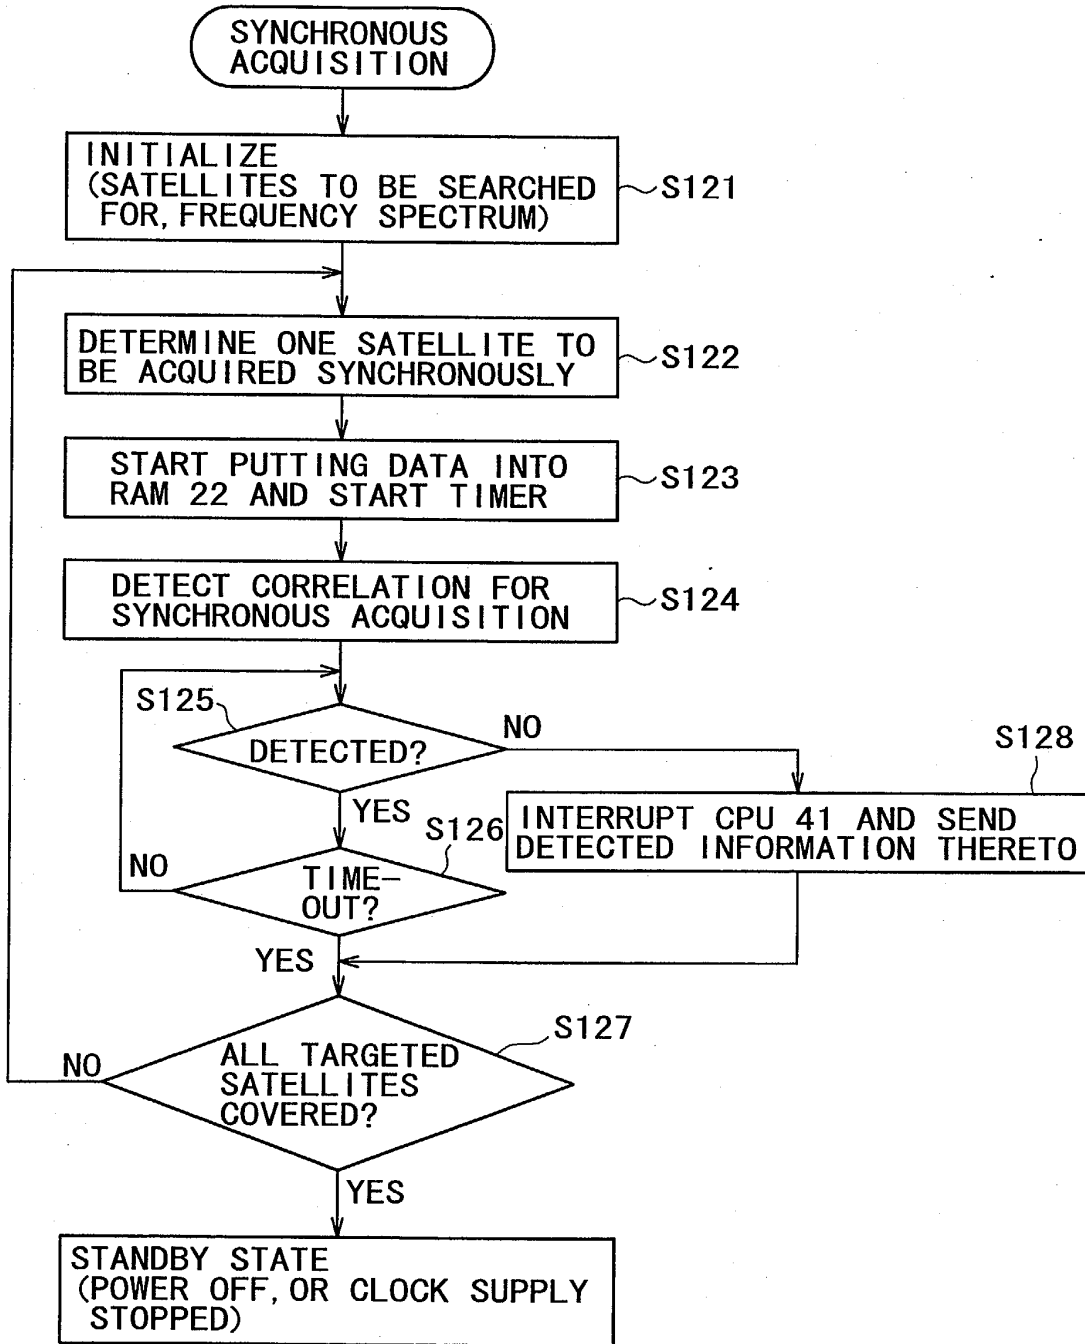 SYNCHRONOUS
ACQUISITION
INITIALIZE
(SATELLITES TO BE SEARCHED
FOR, FREQUENCY SPECTRUM)
S121
DETERMINE ONE SATELLITE TO
BE ACQUIRED SYNCHRONOUSLY
S122
START PUTTING DATA INTO
RAM 22 AND START TIMER
S123
DETECT CORRELATION FOR
SYNCHRONOUS ACQUISITION
S124
S125
DETECTED?
NO
YES
S128
INTERRUPT CPU 41 AND SEND
DETECTED INFORMATION THERETO
S126
NO
TIME-
OUT?
YES
S127
NO
ALL TARGETED
SATELLITES
COVERED?
YES
STANDBY STATE
(POWER OFF, OR CLOCK SUPPLY
STOPPED)